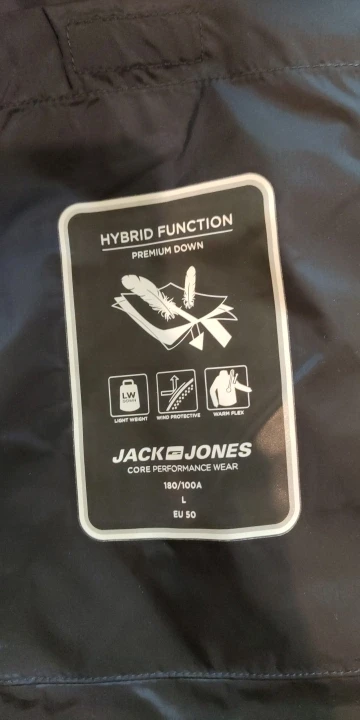 HYBRID FUNCTION
PREMIUM DOWN
LW
DOWN
LIGHT WEIGHT WIND PROTECTIVE WARM FLEX
JACK JONES
CORE PERFORMANCE WEAR
180/100A
L
EU 50